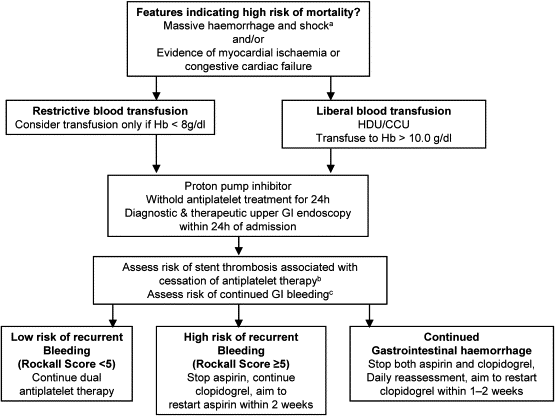 Features indicating high risk of mortality?
Massive haemorrhage and shockᵃ
and/or
Evidence of myocardial ischaemia or
congestive cardiac failure
Restrictive blood transfusion
Consider transfusion only if Hb < 8g/dl
Liberal blood transfusion
HDU/CCU
Transfuse to Hb > 10.0 g/dl
Proton pump inhibitor
Withold antiplatelet treatment for 24h
Diagnostic & therapeutic upper GI endoscopy
within 24h of admission
Assess risk of stent thrombosis associated with
cessation of antiplatelet therapyᵇ
Assess risk of continued GI bleedingᶜ
Low risk of recurrent
Bleeding
(Rockall Score <5)
Continue dual
antiplatelet therapy
High risk of recurrent
Bleeding
(Rockall Score ≥5)
Stop aspirin, continue
clopidogrel, aim to
restart aspirin within 2 weeks
Continued
Gastrointestinal haemorrhage
Stop both aspirin and clopidogrel,
Daily reassessment, aim to restart
clopidogrel within 1–2 weeks